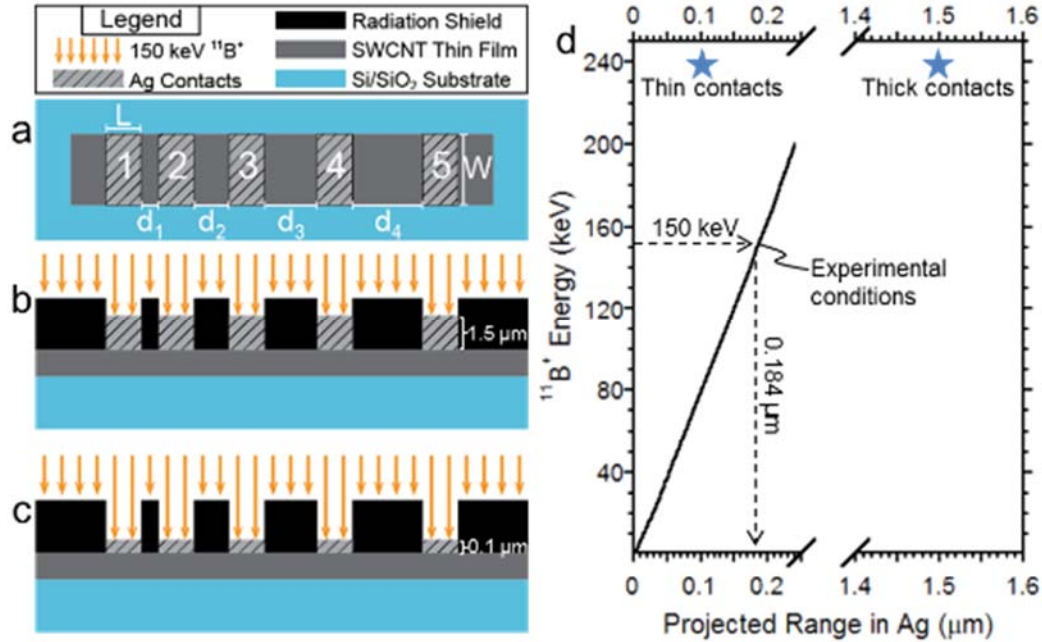 Legend
150 keV ¹¹B⁺
Ag Contacts
Radiation Shield
SWCNT Thin Film
Si/SiO₂ Substrate
a
L
1 2 3 4 5
W
d₁ d₂ d₃ d₄
b
1.5 μm
c
0.1 μm
d
0 0.1 0.2 1.4 1.5 1.6
240
200
160
120
80
40
¹¹B⁺ Energy (keV)
Thin contacts
Thick contacts
150 keV
Experimental
conditions
0.184 μm
0 0.1 0.2 1.4 1.5 1.6
Projected Range in Ag (μm)